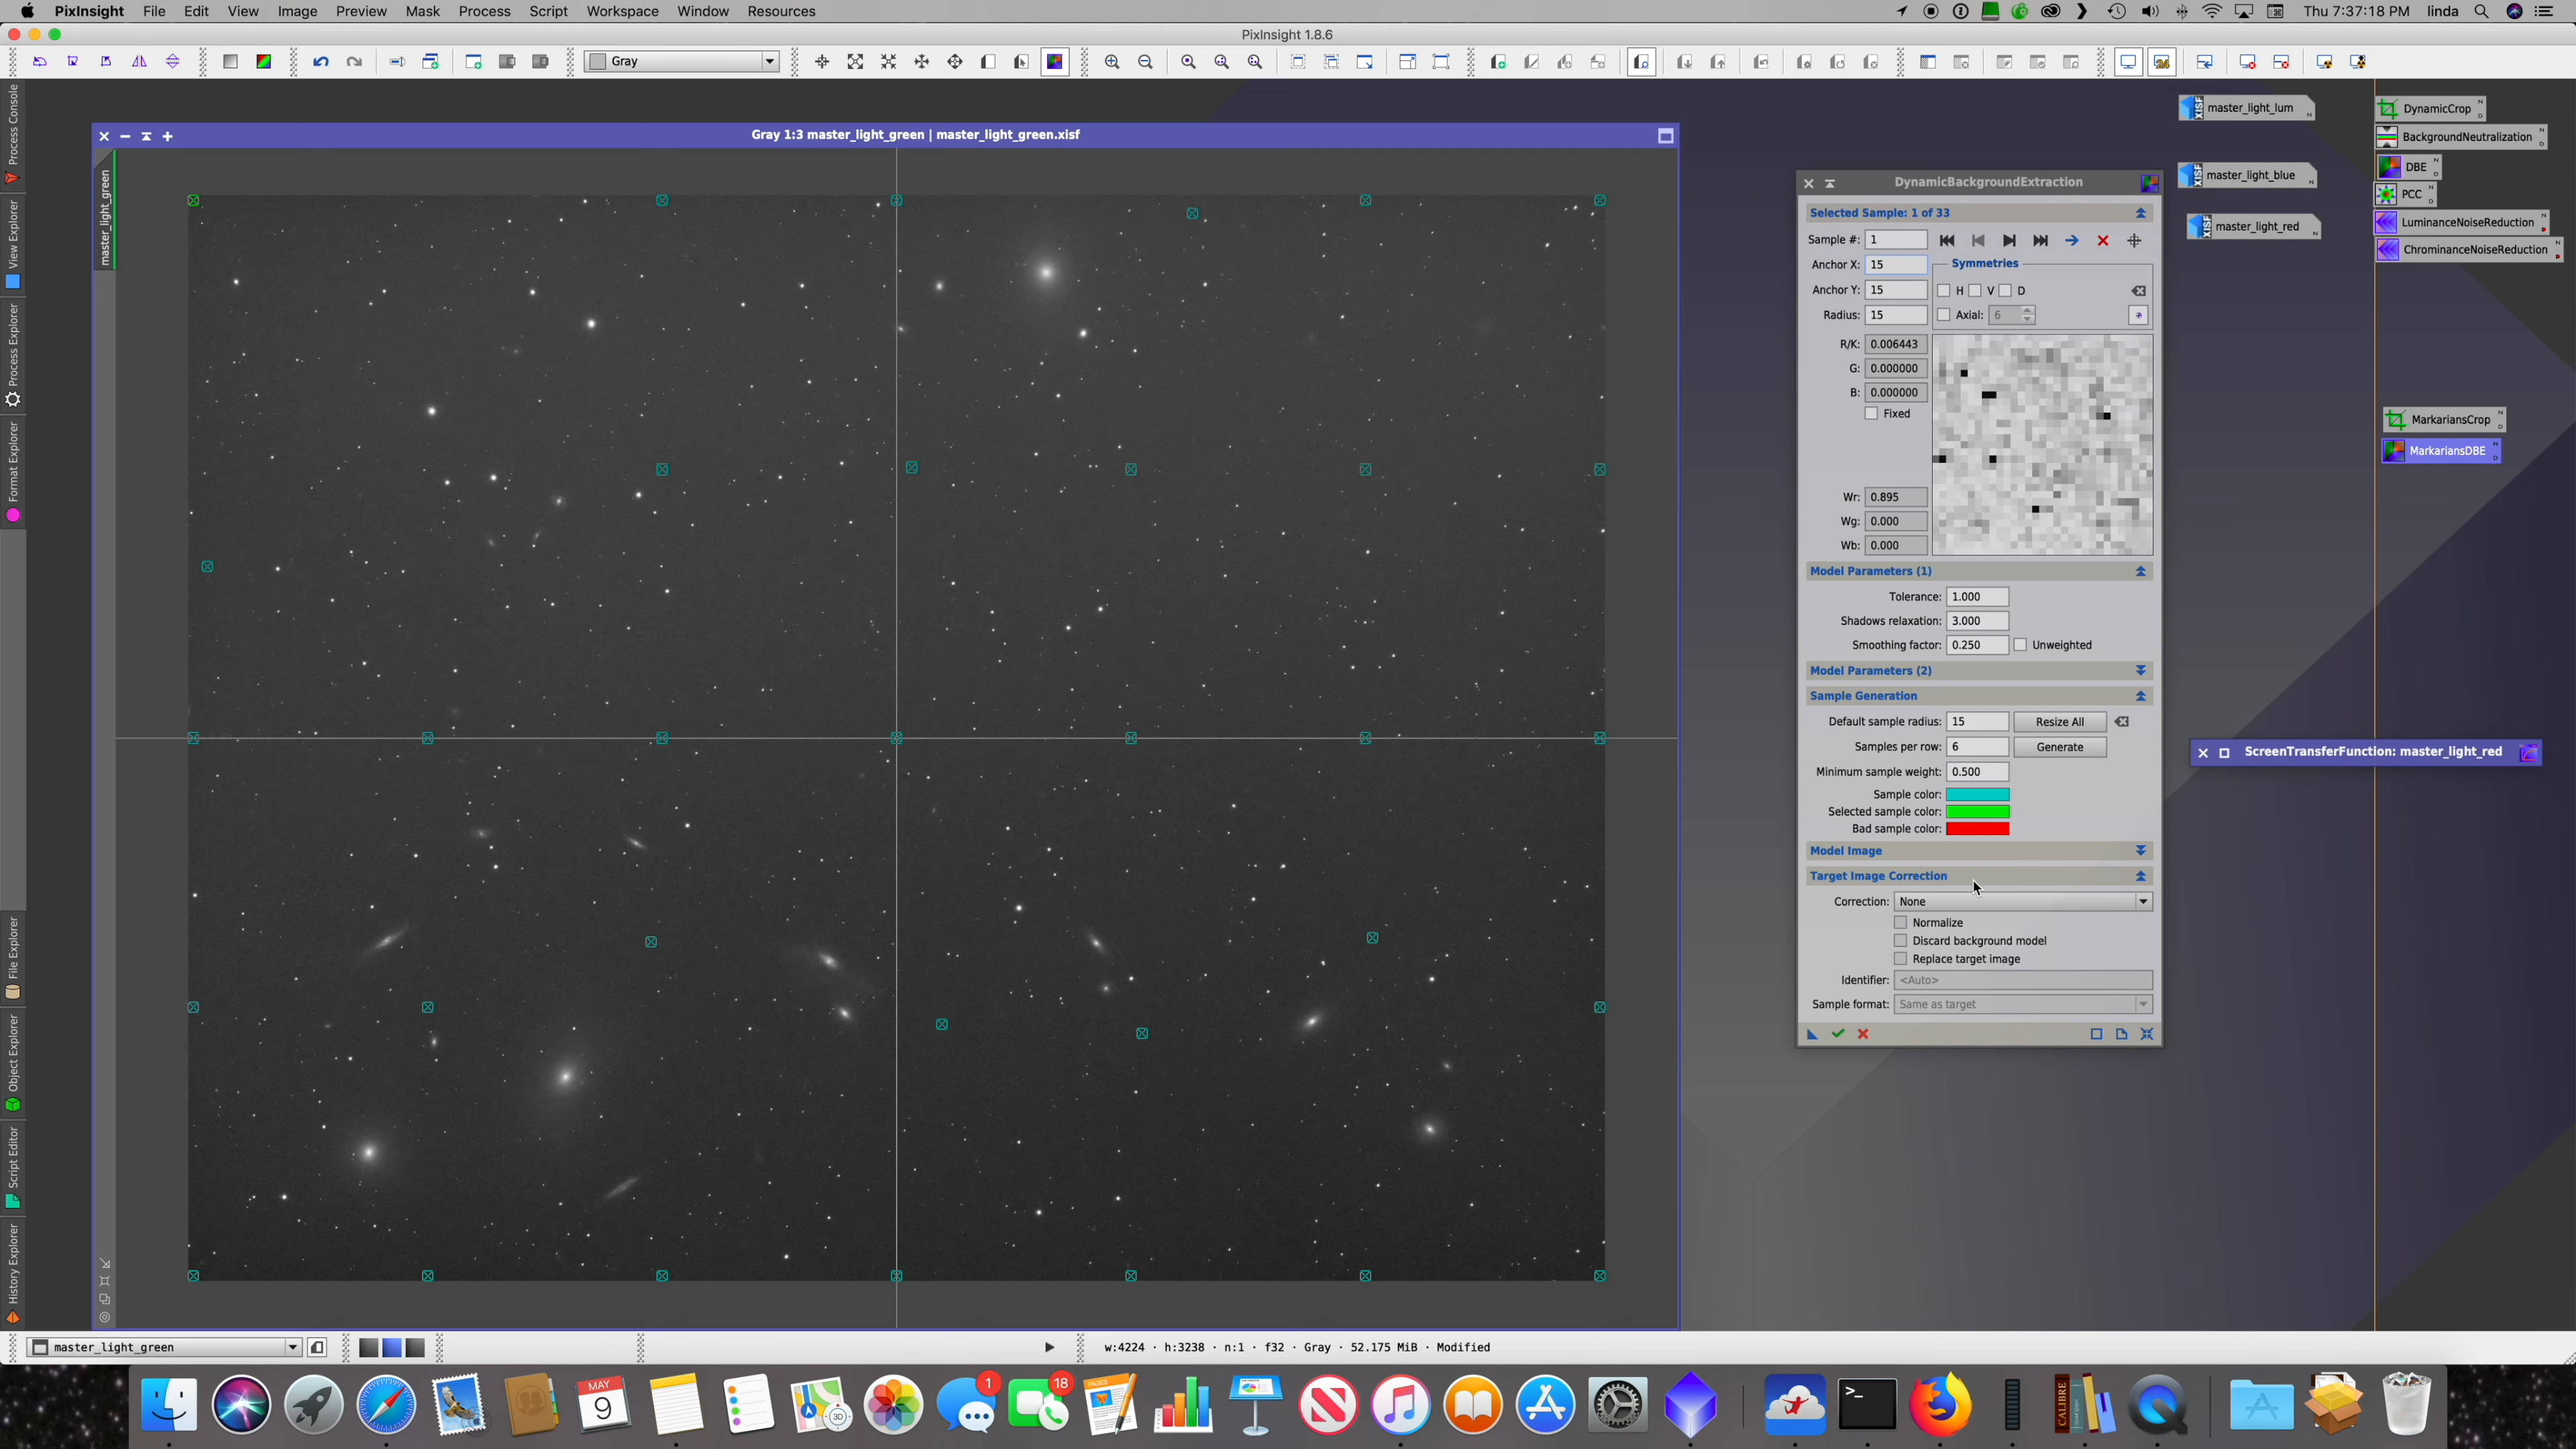 PixInsight File Edit View Image Preview Mask Process Script Workspace Window Resources Thu 7:37:18 PM linda
PixInsight 1.8.6
Gray
Process Console
View Explorer
Process Explorer
Format Explorer
File Explorer
Object Explorer
Script Editor
History Explorer
Gray 1:3 master_light_green | master_light_green.xisf
master_light_green
master_light_lum
master_light_blue
master_light_red
DynamicCrop
BackgroundNeutralization
DBE
PCC
LuminanceNoiseReduction
ChrominanceNoiseReduction
MarkariansCrop
MarkariansDBE
DynamicBackgroundExtraction
Selected Sample: 1 of 33
Sample #: 1
Anchor X: 15 Symmetries
Anchor Y: 15 H V D
Radius: 15 Axial: 6
R/K: 0.006443
G: 0.000000
B: 0.000000
Fixed
Wr: 0.895
Wg: 0.000
Wb: 0.000
Model Parameters (1)
Tolerance: 1.000
Shadows relaxation: 3.000
Smoothing factor: 0.250 Unweighted
Model Parameters (2)
Sample Generation
Default sample radius: 15 Resize All
Samples per row: 6 Generate
Minimum sample weight: 0.500
Sample color:
Selected sample color:
Bad sample color:
Model Image
Target Image Correction
Correction: None
Normalize
Discard background model
Replace target image
Identifier: <Auto>
Sample format: Same as target
ScreenTransferFunction: master_light_red
master_light_green
w:4224 · h:3238 · n:1 · f32 · Gray · 52.175 MiB · Modified
MAY
9
1
18
3D
CALIBRE